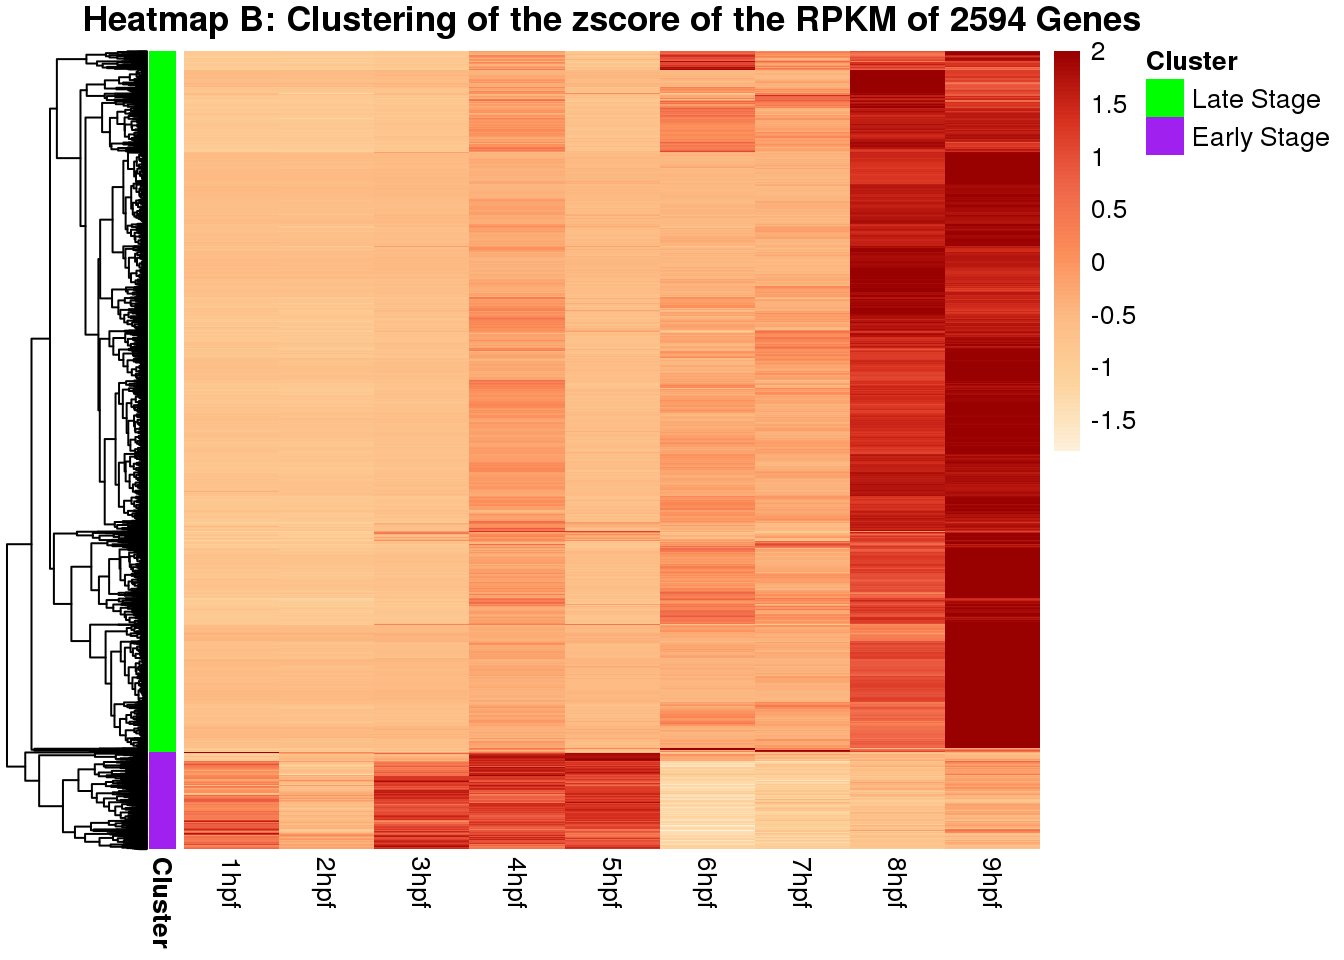 Heatmap B: Clustering of the zscore of the RPKM of 2594 Genes
2
1.5
1
0.5
0
-0.5
-1
-1.5
Cluster
Late Stage
Early Stage
Cluster
1hpf
2hpf
3hpf
4hpf
5hpf
6hpf
7hpf
8hpf
9hpf